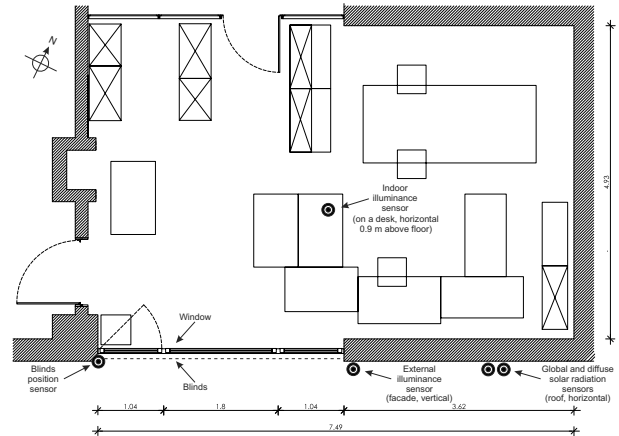 N
Indoor
illuminance
sensor
(on a desk, horizontal
0.9 m above floor)
4.93
Window
Blinds
position
sensor
Blinds
External
illuminance
sensor
(facade, vertical)
Global and diffuse
solar radiation
sensors
(roof, horizontal)
1.04
1.8
1.04
3.62
7.49